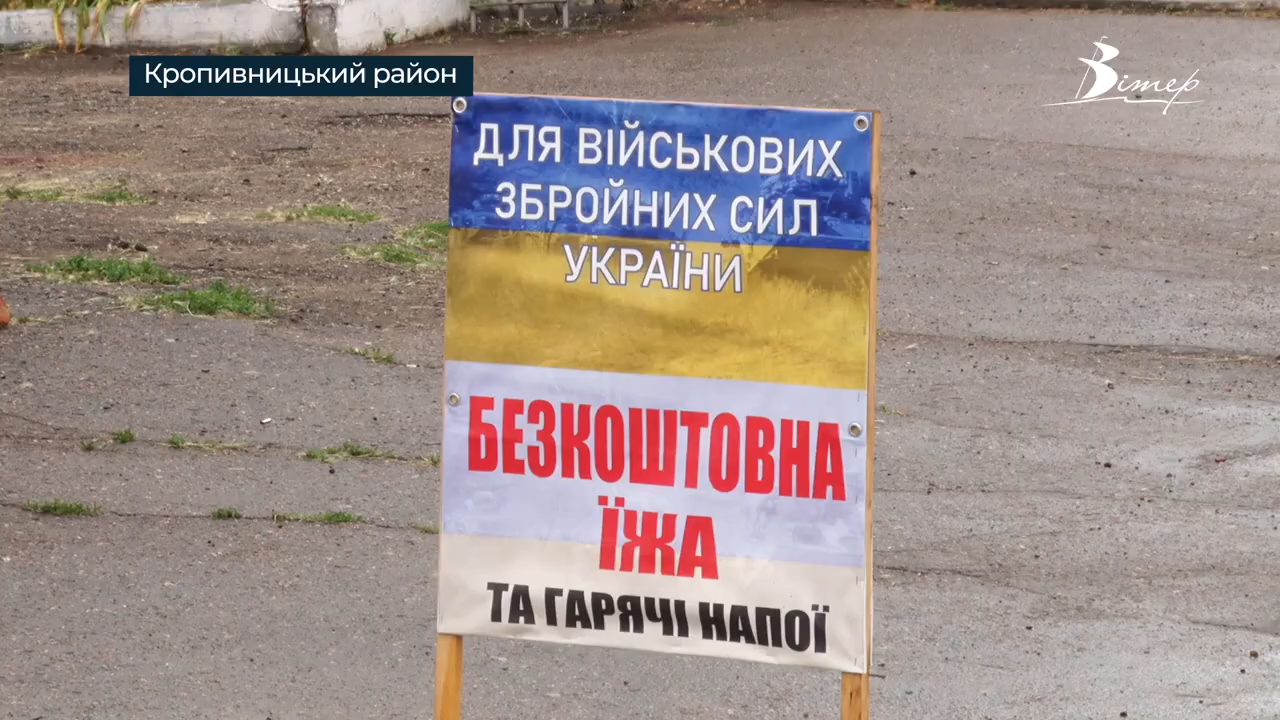 Кропивницький район
Вітер
ДЛЯ ВІЙСЬКОВИХ
ЗБРОЙНИХ СИЛ
УКРАЇНИ
БЕЗКОШТОВНА
ЇЖА
ТА ГАРЯЧІ НАПОЇ